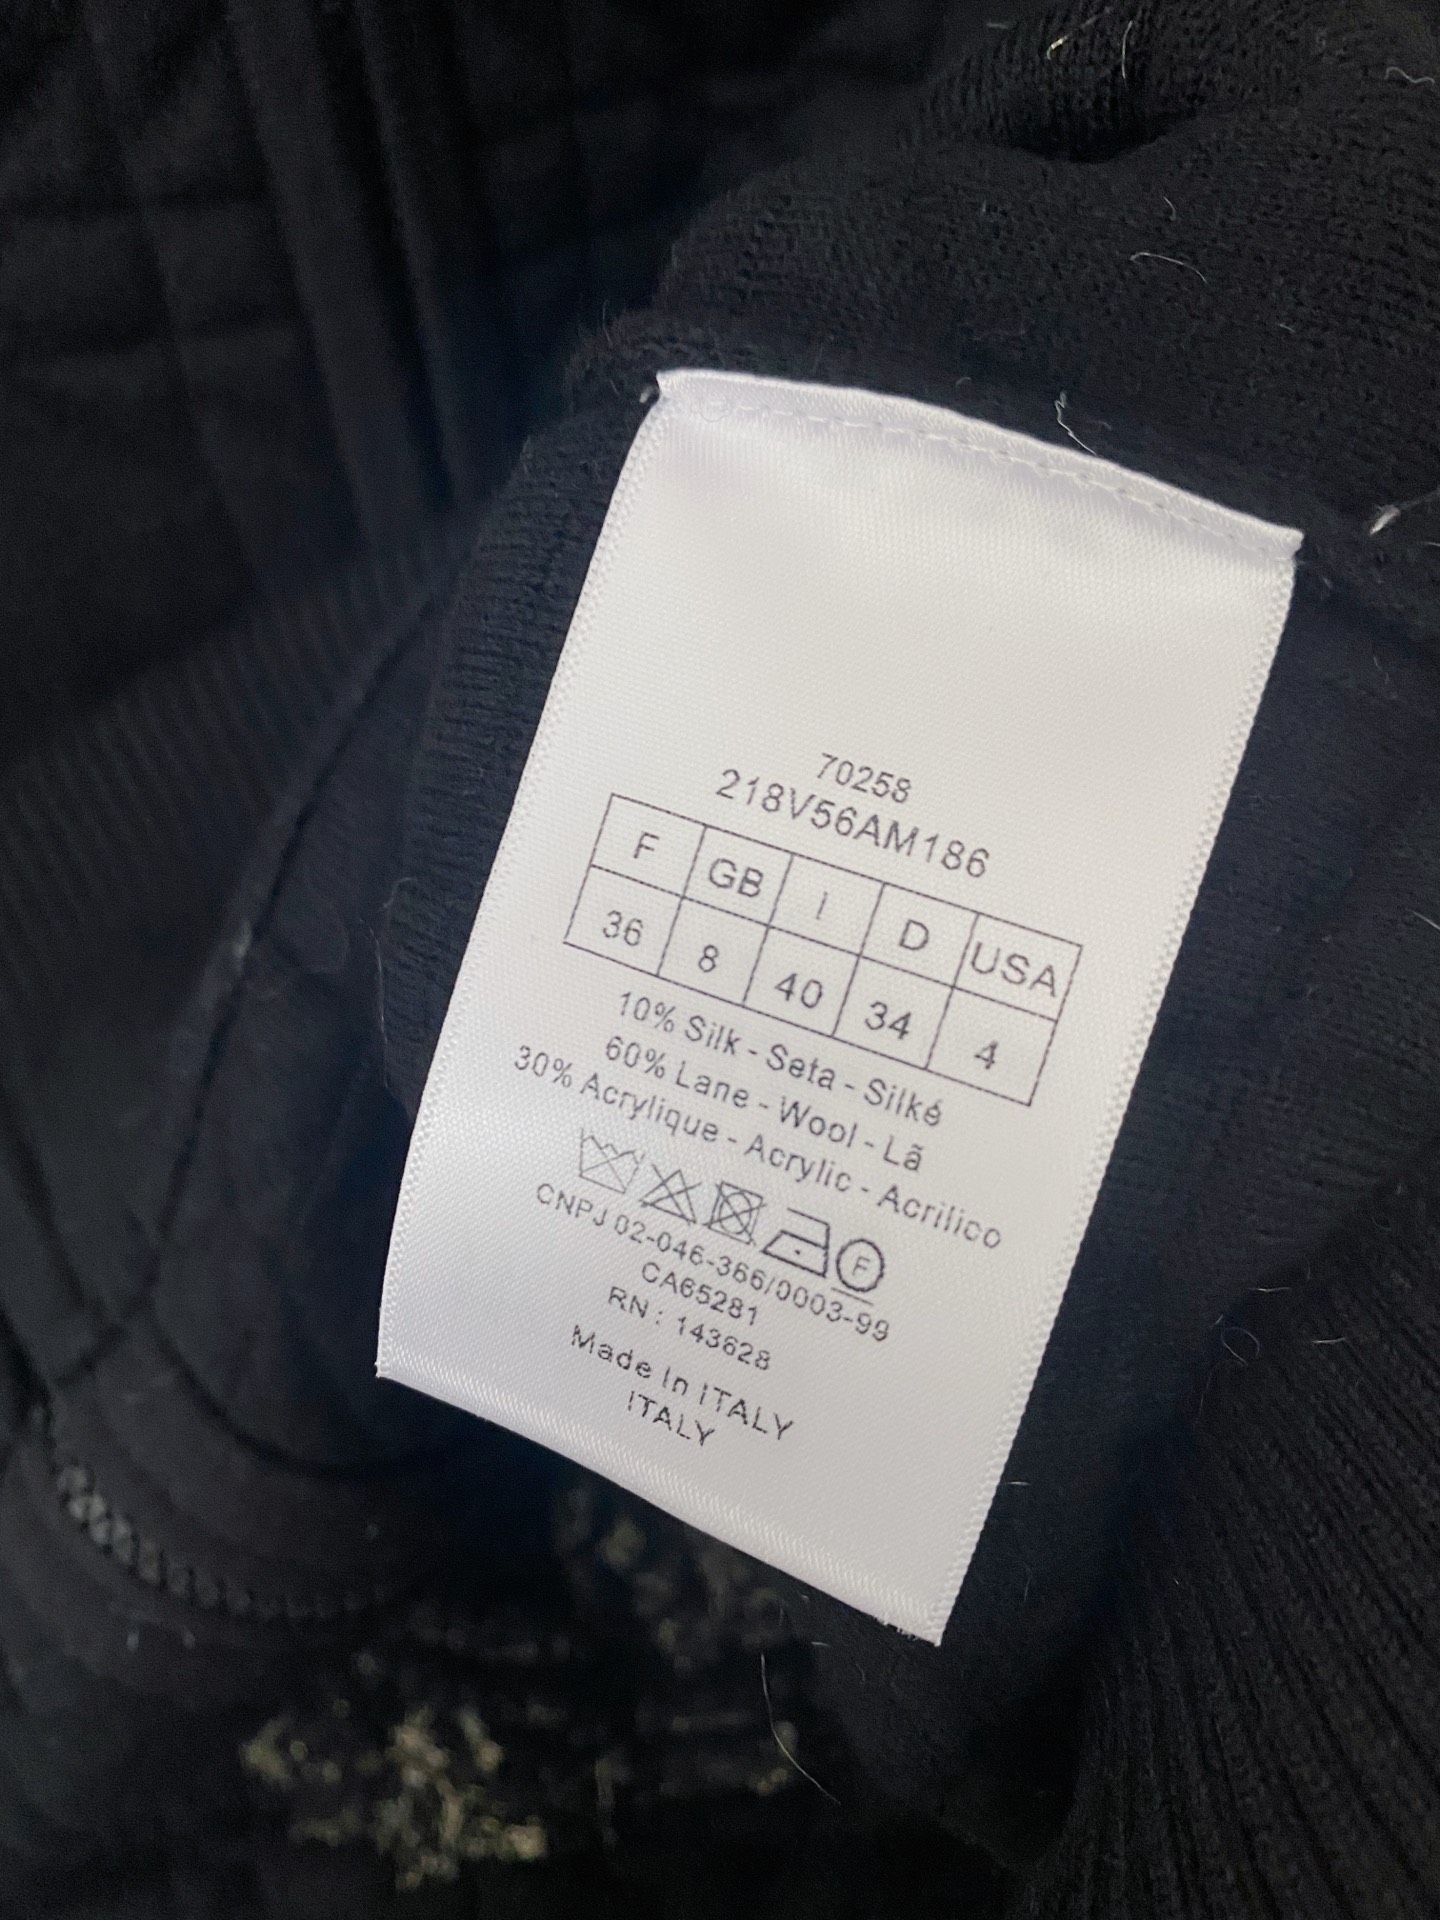 70258
218V56AM186
F GB I D USA
36 8 40 34 4
10% Silk - Seta - Silké
60% Lane - Wool - Lã
30% Acrylique - Acrylic - Acrilico
F
CNPJ 02-046-366/0003-99
CA65281
RN : 143628
Made in ITALY
ITALY